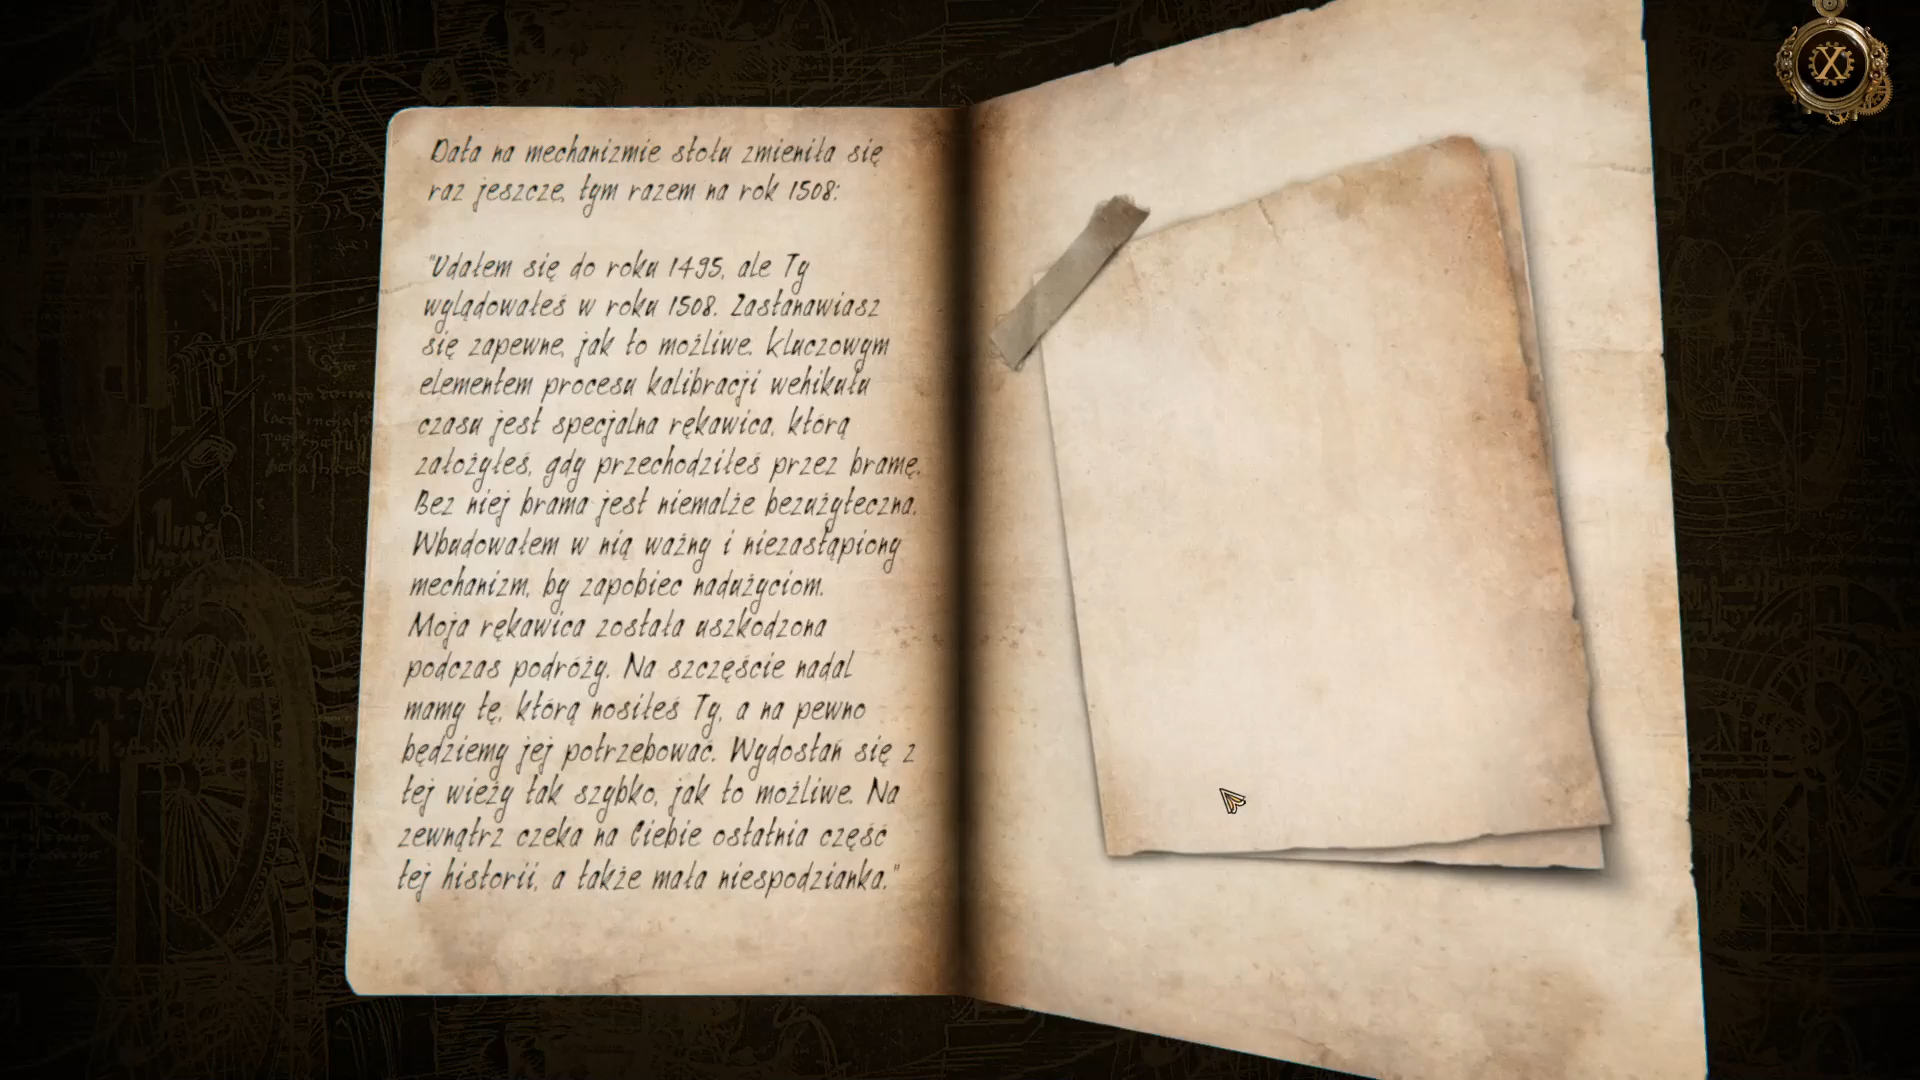 Data na mechanizmie stołu zmieniła się
raz jeszcze, tym razem na rok 1508:
"Udałem się do roku 1495, ale Ty
wylądowałeś w roku 1508. Zastanawiasz
się zapewne, jak to możliwe. Kluczowym
elementem procesu kalibracji wehikułu
czasu jest specjalna rękawica, którą
założyłeś, gdy przechodziłeś przez bramę.
Bez niej brama jest niemalże bezużyteczna.
Wbudowałem w nią ważny i niezastąpiony
mechanizm, by zapobiec nadużyciom.
Moja rękawica została uszkodzona
podczas podróży. Na szczęście nadal
mamy tę, którą nosiłeś Ty, a na pewno
będziemy jej potrzebować. Wydostań się z
tej wieży tak szybko, jak to możliwe. Na
zewnątrz czeka na Ciebie ostatnia część
tej historii, a także mała niespodzianka."
X